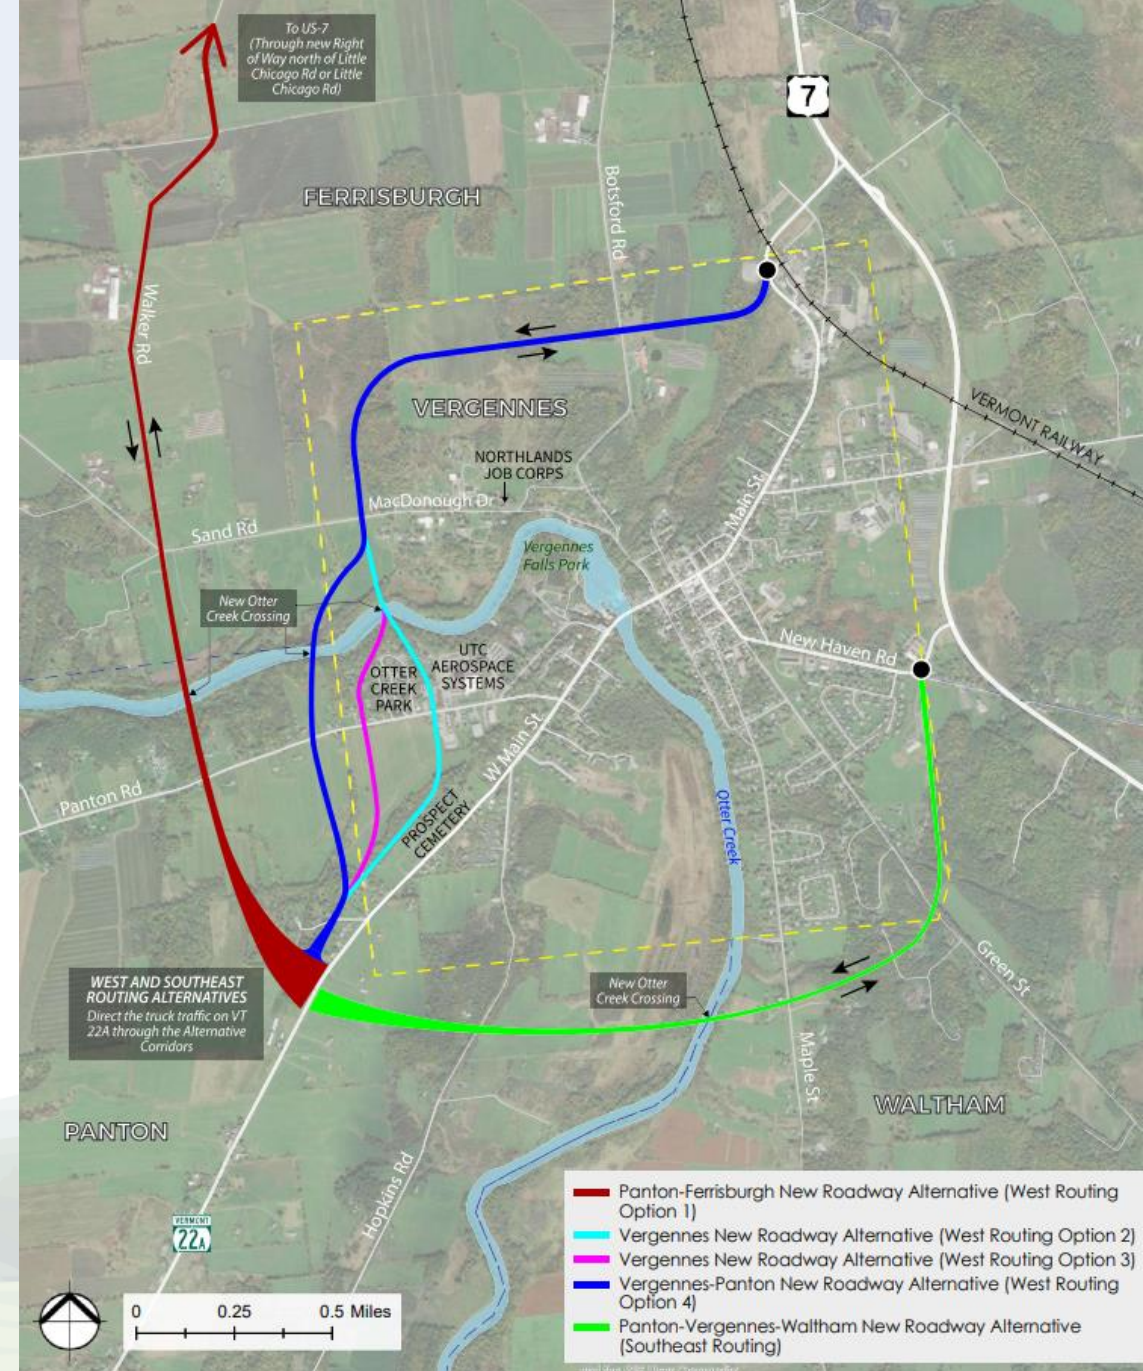 To US-7
(Through new Right
of Way north of Little
Chicago Rd or Little
Chicago Rd)
7
FERRISBURGH
Botsford Rd
Walker Rd
VERGENNES
VERMONT RAILWAY
NORTHLANDS
JOB CORPS
MacDonough Dr
Main St
Sand Rd
Vergennes
Falls Park
New Otter
Creek Crossing
New Haven Rd
UTC
AEROSPACE
SYSTEMS
OTTER
CREEK
PARK
W Main St
Panton Rd
PROSPECT
CEMETERY
Otter Creek
Green St
WEST AND SOUTHEAST
ROUTING ALTERNATIVES
Direct the truck traffic on VT
22A through the Alternative
Corridors
New Otter
Creek Crossing
Maple St
WALTHAM
PANTON
Hopkins Rd
VERMONT
22A
0 0.25 0.5 Miles
Panton-Ferrisburgh New Roadway Alternative (West Routing
Option 1)
Vergennes New Roadway Alternative (West Routing Option 2)
Vergennes New Roadway Alternative (West Routing Option 3)
Vergennes-Panton New Roadway Alternative (West Routing
Option 4)
Panton-Vergennes-Waltham New Roadway Alternative
(Southeast Routing)